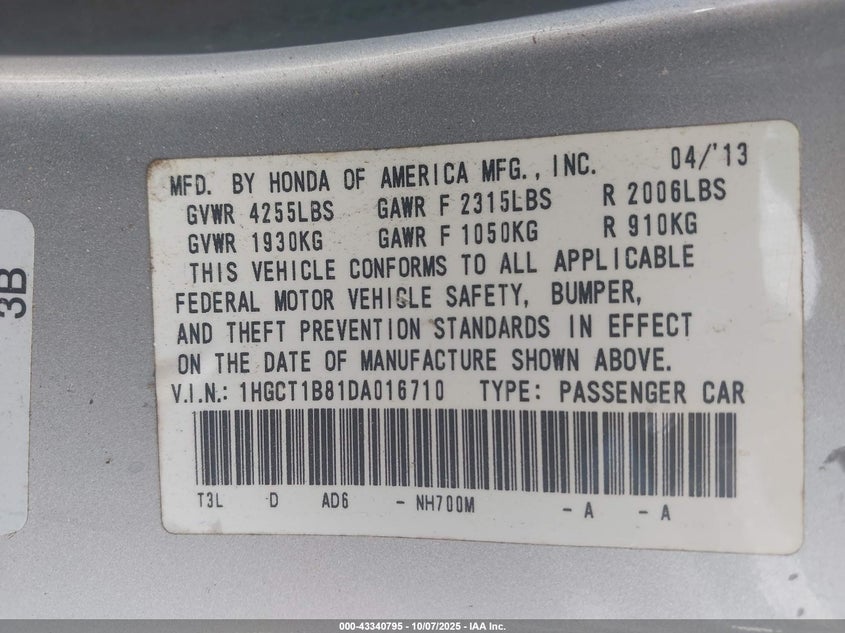 MFD. BY HONDA OF AMERICA MFG., INC. 04/'13
GVWR 4255LBS GAWR F 2315LBS R 2006LBS
GVWR 1930KG GAWR F 1050KG R 910KG
THIS VEHICLE CONFORMS TO ALL APPLICABLE
FEDERAL MOTOR VEHICLE SAFETY, BUMPER,
AND THEFT PREVENTION STANDARDS IN EFFECT
ON THE DATE OF MANUFACTURE SHOWN ABOVE.
V.I.N.: 1HGCT1B81DA016710 TYPE: PASSENGER CAR
T3L D AD6 - NH700M - A - A
3B
000-43340795 - 10/07/2025 - IAA Inc.